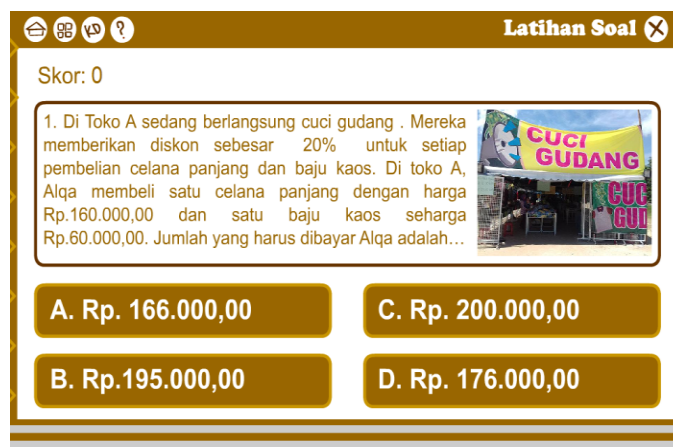 KD ?
Latihan Soal X
Skor: 0
1. Di Toko A sedang berlangsung cuci gudang . Mereka
memberikan diskon sebesar 20% untuk setiap
pembelian celana panjang dan baju kaos. Di toko A,
Alqa membeli satu celana panjang dengan harga
Rp.160.000,00 dan satu baju kaos seharga
Rp.60.000,00. Jumlah yang harus dibayar Alqa adalah...
CUCI
GUDANG
CUC
GUD
A. Rp. 166.000,00
C. Rp. 200.000,00
B. Rp.195.000,00
D. Rp. 176.000,00